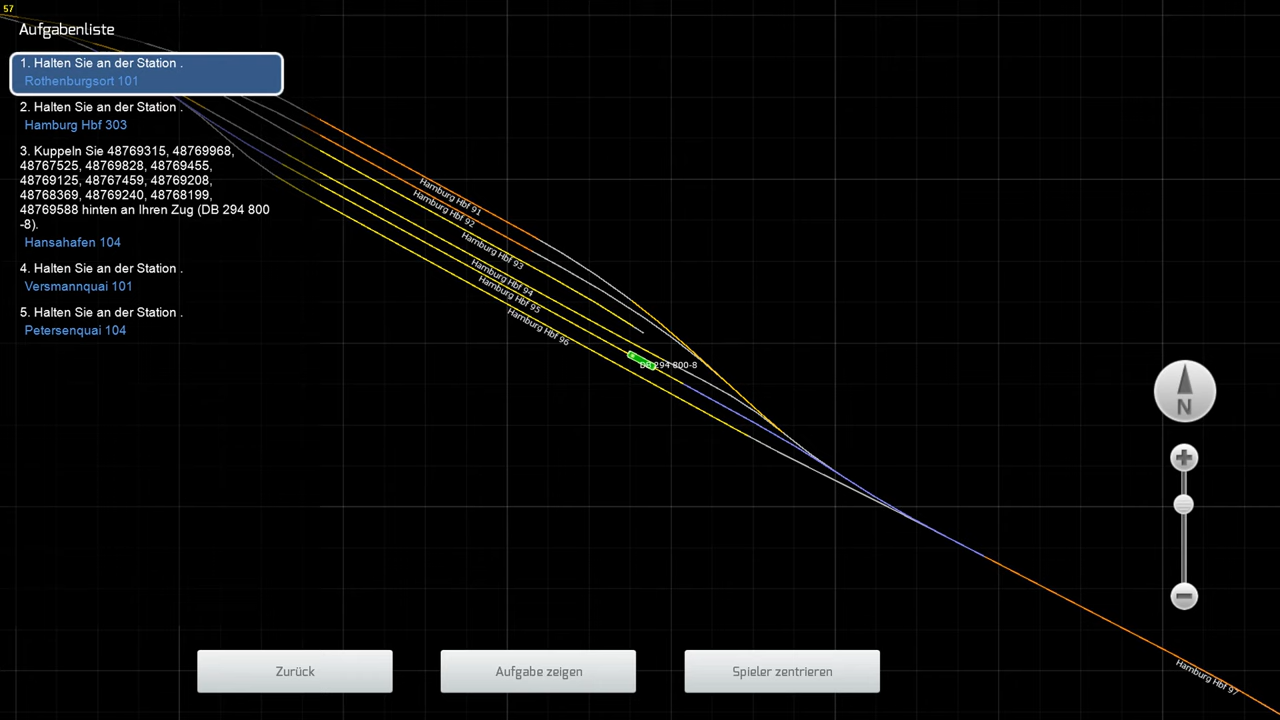 57
Aufgabenliste
1. Halten Sie an der Station .
Rothenburgsort 101
2. Halten Sie an der Station .
Hamburg Hbf 303
3. Kuppeln Sie 48769315, 48769968,
48767525, 48769828, 48769455,
48769125, 48767459, 48769208,
48768369, 48769240, 48768199,
48769588 hinten an Ihren Zug (DB 294 800
-8).
Hansahafen 104
4. Halten Sie an der Station .
Versmannquai 101
5. Halten Sie an der Station .
Petersenquai 104
Hamburg Hbf 91
Hamburg Hbf 92
Hamburg Hbf 93
Hamburg Hbf 94
Hamburg Hbf 95
Hamburg Hbf 96
DB 294 800-8
N
Hamburg Hbf 97
Zurück
Aufgabe zeigen
Spieler zentrieren